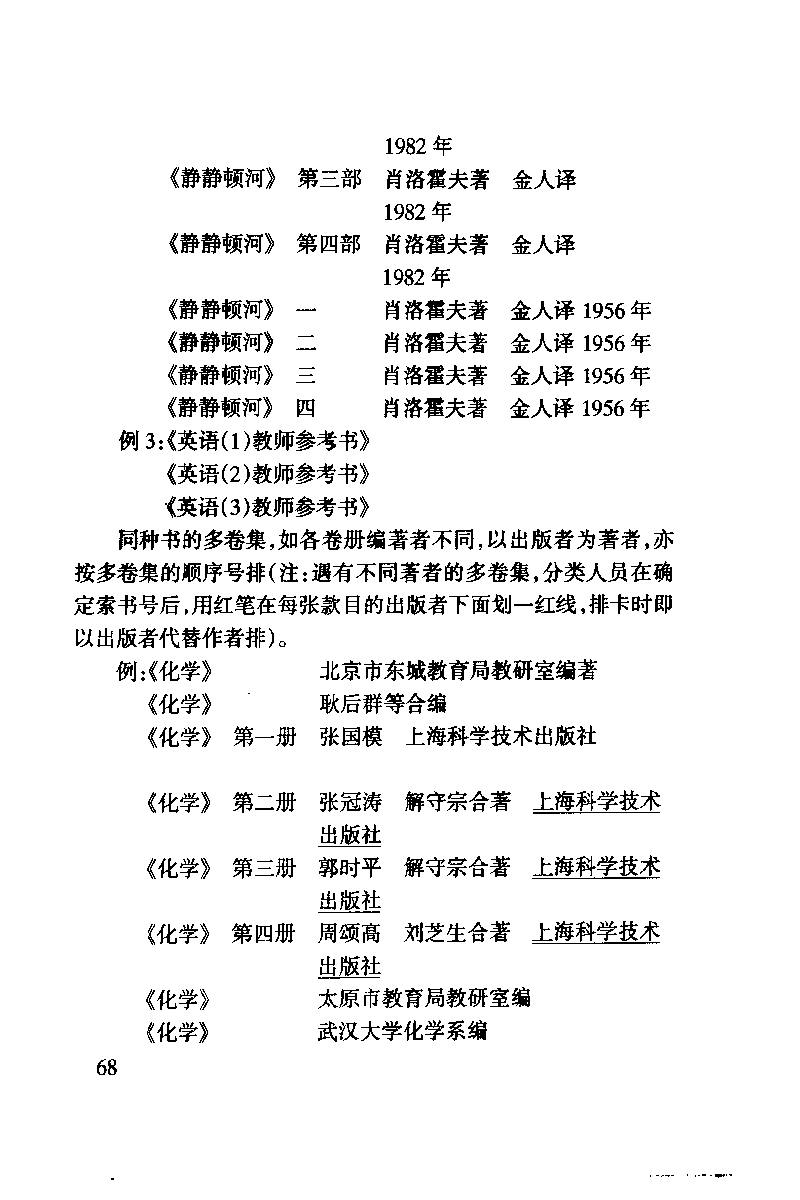 1982 年
《静静顿河》 第三部 肖洛霍夫著 金人译
1982 年
《静静顿河》 第四部 肖洛霍夫著 金人译
1982 年
《静静顿河》 一 肖洛霍夫著 金人译 1956 年
《静静顿河》 二 肖洛霍夫著 金人译 1956 年
《静静顿河》 三 肖洛霍夫著 金人译 1956 年
《静静顿河》 四 肖洛霍夫著 金人译 1956 年
例 3:《英语(1)教师参考书》
《英语(2)教师参考书》
《英语(3)教师参考书》
同种书的多卷集,如各卷册编著者不同,以出版者为著者,亦
按多卷集的顺序号排(注:遇有不同著者的多卷集,分类人员在确
定索书号后,用红笔在每张款目的出版者下面划一红线,排卡时即
以出版者代替作者排)。
例:《化学》 北京市东城教育局教研室编著
《化学》 耿后群等合编
《化学》 第一册 张国模 上海科学技术出版社
《化学》 第二册 张冠涛 解守宗合著 上海科学技术
出版社
《化学》 第三册 郭时平 解守宗合著 上海科学技术
出版社
《化学》 第四册 周颂高 刘芝生合著 上海科学技术
出版社
《化学》 太原市教育局教研室编
《化学》 武汉大学化学系编
68